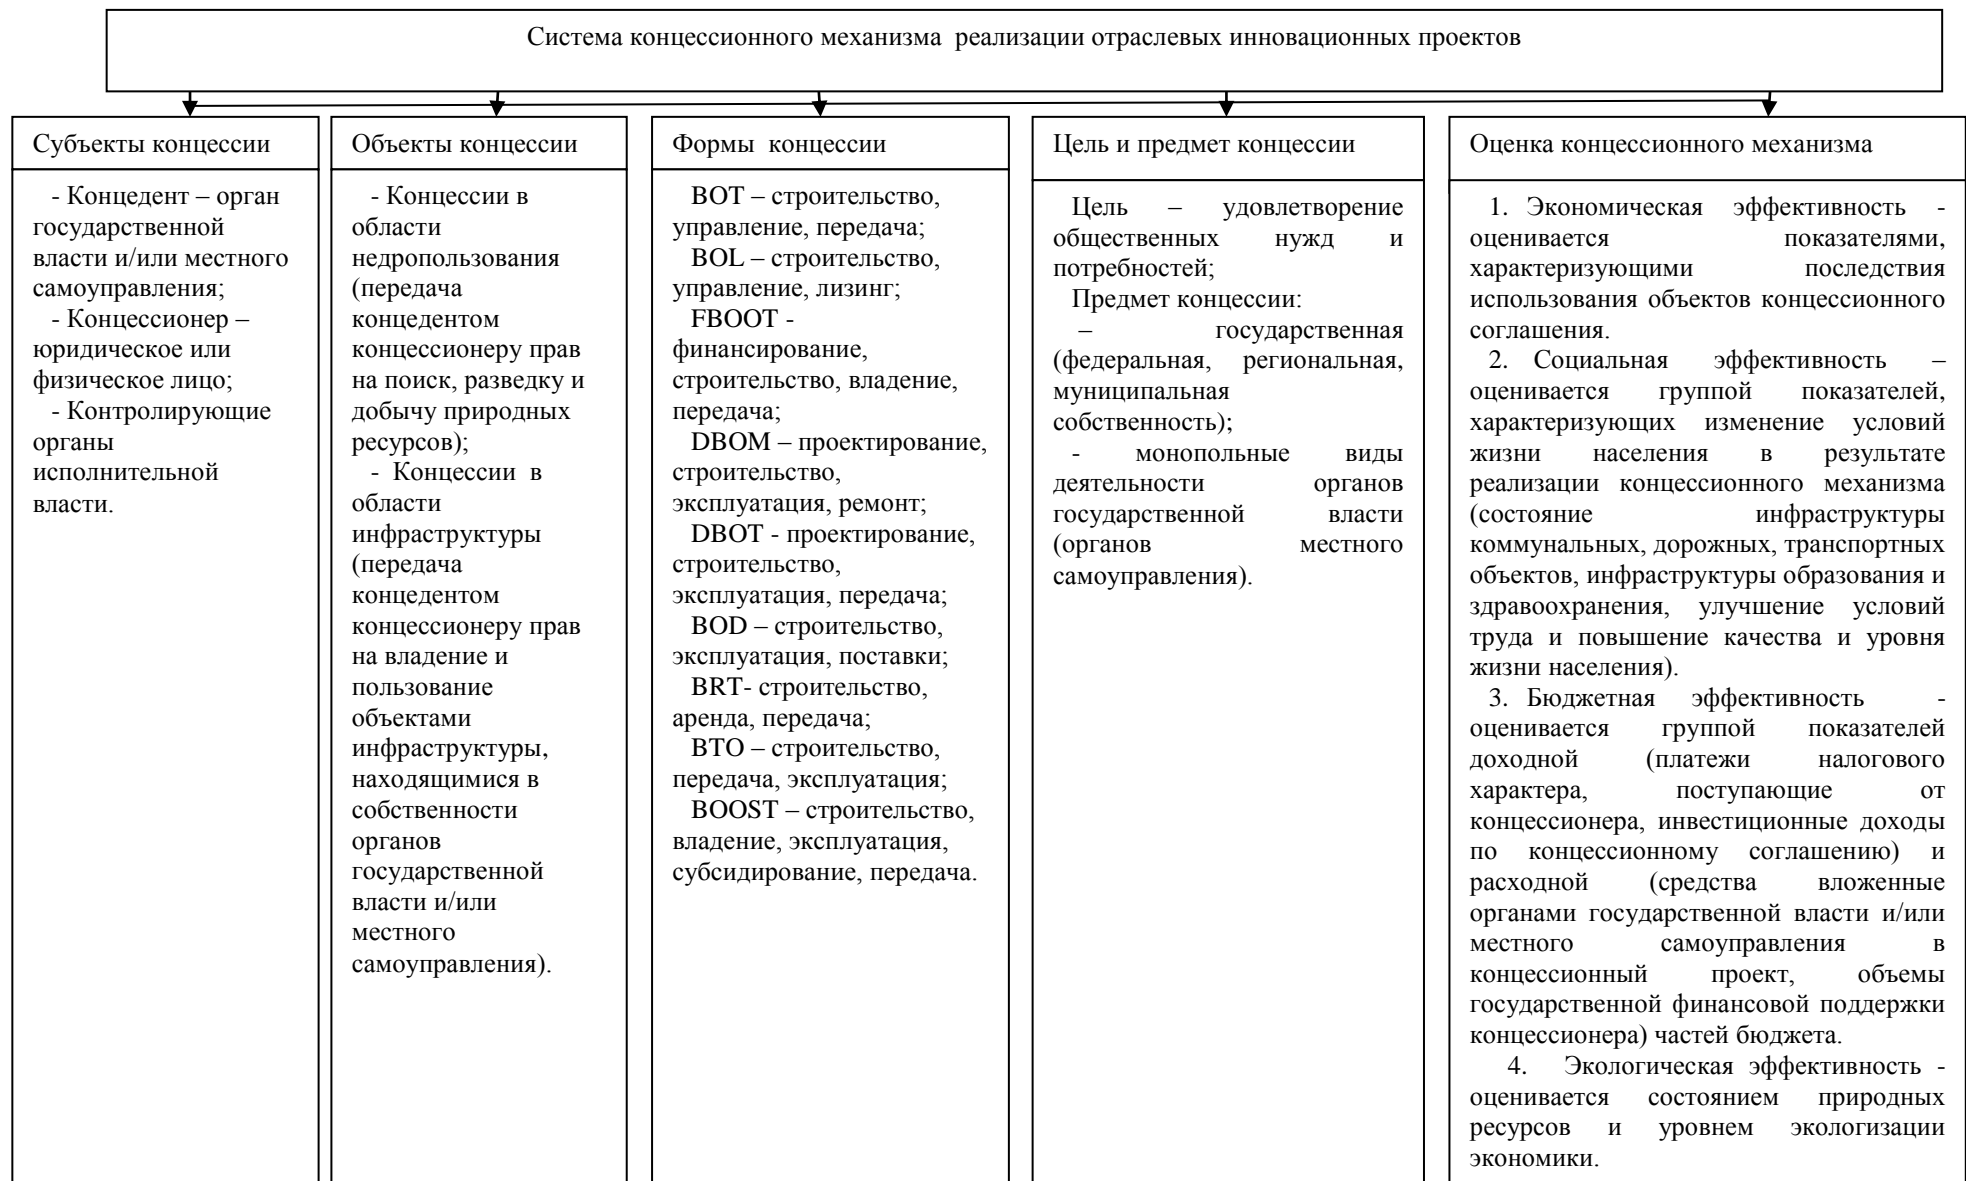 Система концессионного механизма реализации отраслевых инновационных проектов
Субъекты концессии
- Концедент – орган
государственной
власти и/или местного
самоуправления;
- Концессионер –
юридическое или
физическое лицо;
- Контролирующие
органы
исполнительной
власти.
Объекты концессии
- Концессии в
области
недропользования
(передача
концедентом
концессионеру прав
на поиск, разведку и
добычу природных
ресурсов);
- Концессии в
области
инфраструктуры
(передача
концедентом
концессионеру прав
на владение и
пользование
объектами
инфраструктуры,
находящимися в
собственности
органов
государственной
власти и/или
местного
самоуправления).
Формы концессии
BOT – строительство,
управление, передача;
BOL – строительство,
управление, лизинг;
FBOOT -
финансирование,
строительство, владение,
передача;
DBOM – проектирование,
строительство,
эксплуатация, ремонт;
DBOT - проектирование,
строительство,
эксплуатация, передача;
BOD – строительство,
эксплуатация, поставки;
BRT- строительство,
аренда, передача;
BTO – строительство,
передача, эксплуатация;
BOOST – строительство,
владение, эксплуатация,
субсидирование, передача.
Цель и предмет концессии
Цель – удовлетворение
общественных нужд и
потребностей;
Предмет концессии:
– государственная
(федеральная, региональная,
муниципальная
собственность);
- монопольные виды
деятельности органов
государственной власти
(органов местного
самоуправления).
Оценка концессионного механизма
1. Экономическая эффективность -
оценивается показателями,
характеризующими последствия
использования объектов концессионного
соглашения.
2. Социальная эффективность –
оценивается группой показателей,
характеризующих изменение условий
жизни населения в результате
реализации концессионного механизма
(состояние инфраструктуры
коммунальных, дорожных, транспортных
объектов, инфраструктуры образования и
здравоохранения, улучшение условий
труда и повышение качества и уровня
жизни населения).
3. Бюджетная эффективность -
оценивается группой показателей
доходной (платежи налогового
характера, поступающие от
концессионера, инвестиционные доходы
по концессионному соглашению) и
расходной (средства вложенные
органами государственной власти и/или
местного самоуправления в
концессионный проект, объемы
государственной финансовой поддержки
концессионера) частей бюджета.
4. Экологическая эффективность -
оценивается состоянием природных
ресурсов и уровнем экологизации
экономики.